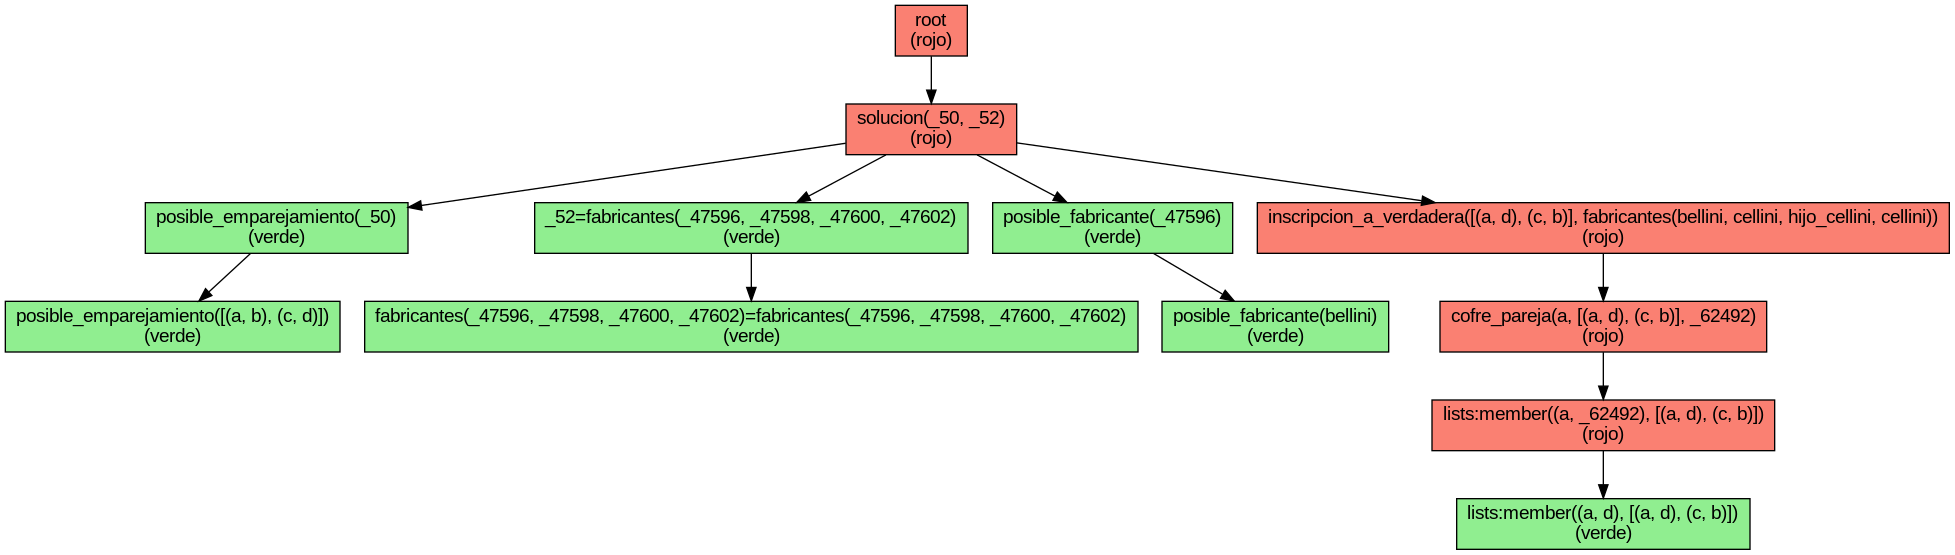 root
(rojo)
solucion(_50, _52)
(rojo)
posible_emparejamiento(_50)
(verde)
_52=fabricantes(_47596, _47598, _47600, _47602)
(verde)
posible_fabricante(_47596)
(verde)
inscripcion_a_verdadera([(a, d), (c, b)], fabricantes(bellini, cellini, hijo_cellini, cellini))
(rojo)
posible_emparejamiento([(a, b), (c, d)])
(verde)
fabricantes(_47596, _47598, _47600, _47602)=fabricantes(_47596, _47598, _47600, _47602)
(verde)
posible_fabricante(bellini)
(verde)
cofre_pareja(a, [(a, d), (c, b)], _62492)
(rojo)
lists:member((a, _62492), [(a, d), (c, b)])
(rojo)
lists:member((a, d), [(a, d), (c, b)])
(verde)